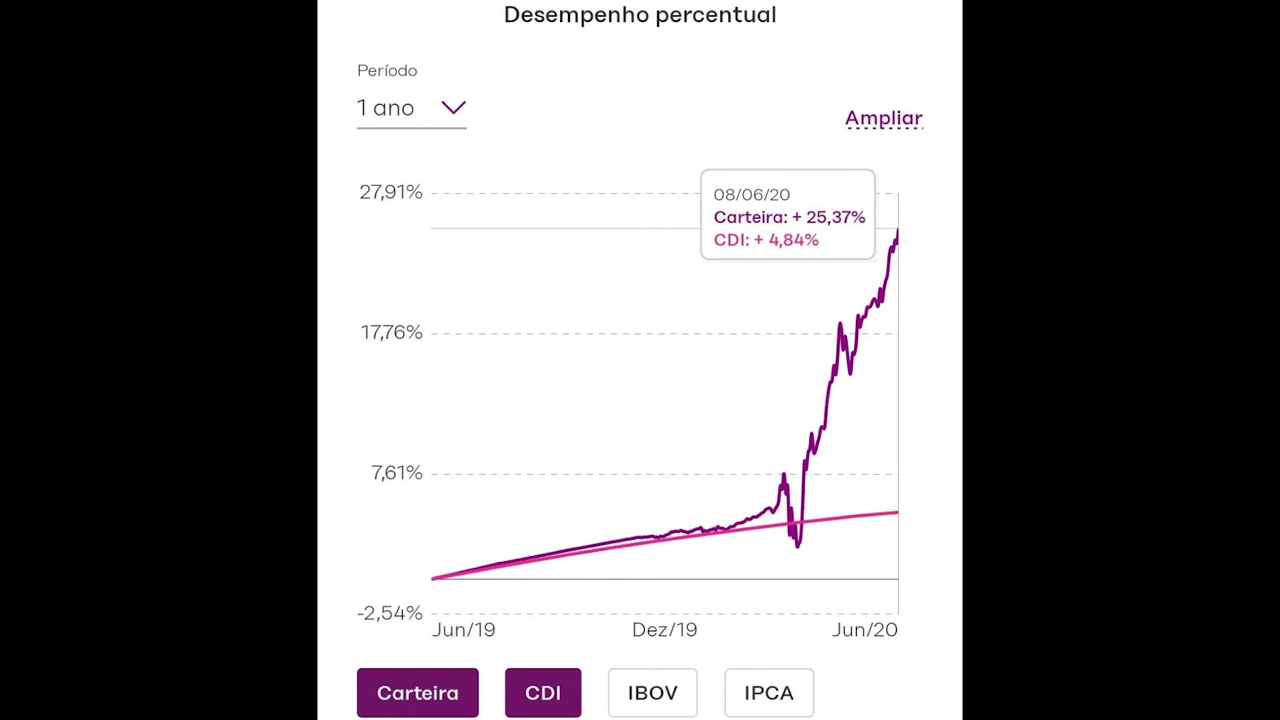 Desempenho percentual
Período
1 ano
Ampliar
27,91%
08/06/20
Carteira: + 25,37%
CDI: + 4,84%
17,76%
7,61%
-2,54%
Jun/19 Dez/19 Jun/20
Carteira CDI IBOV IPCA